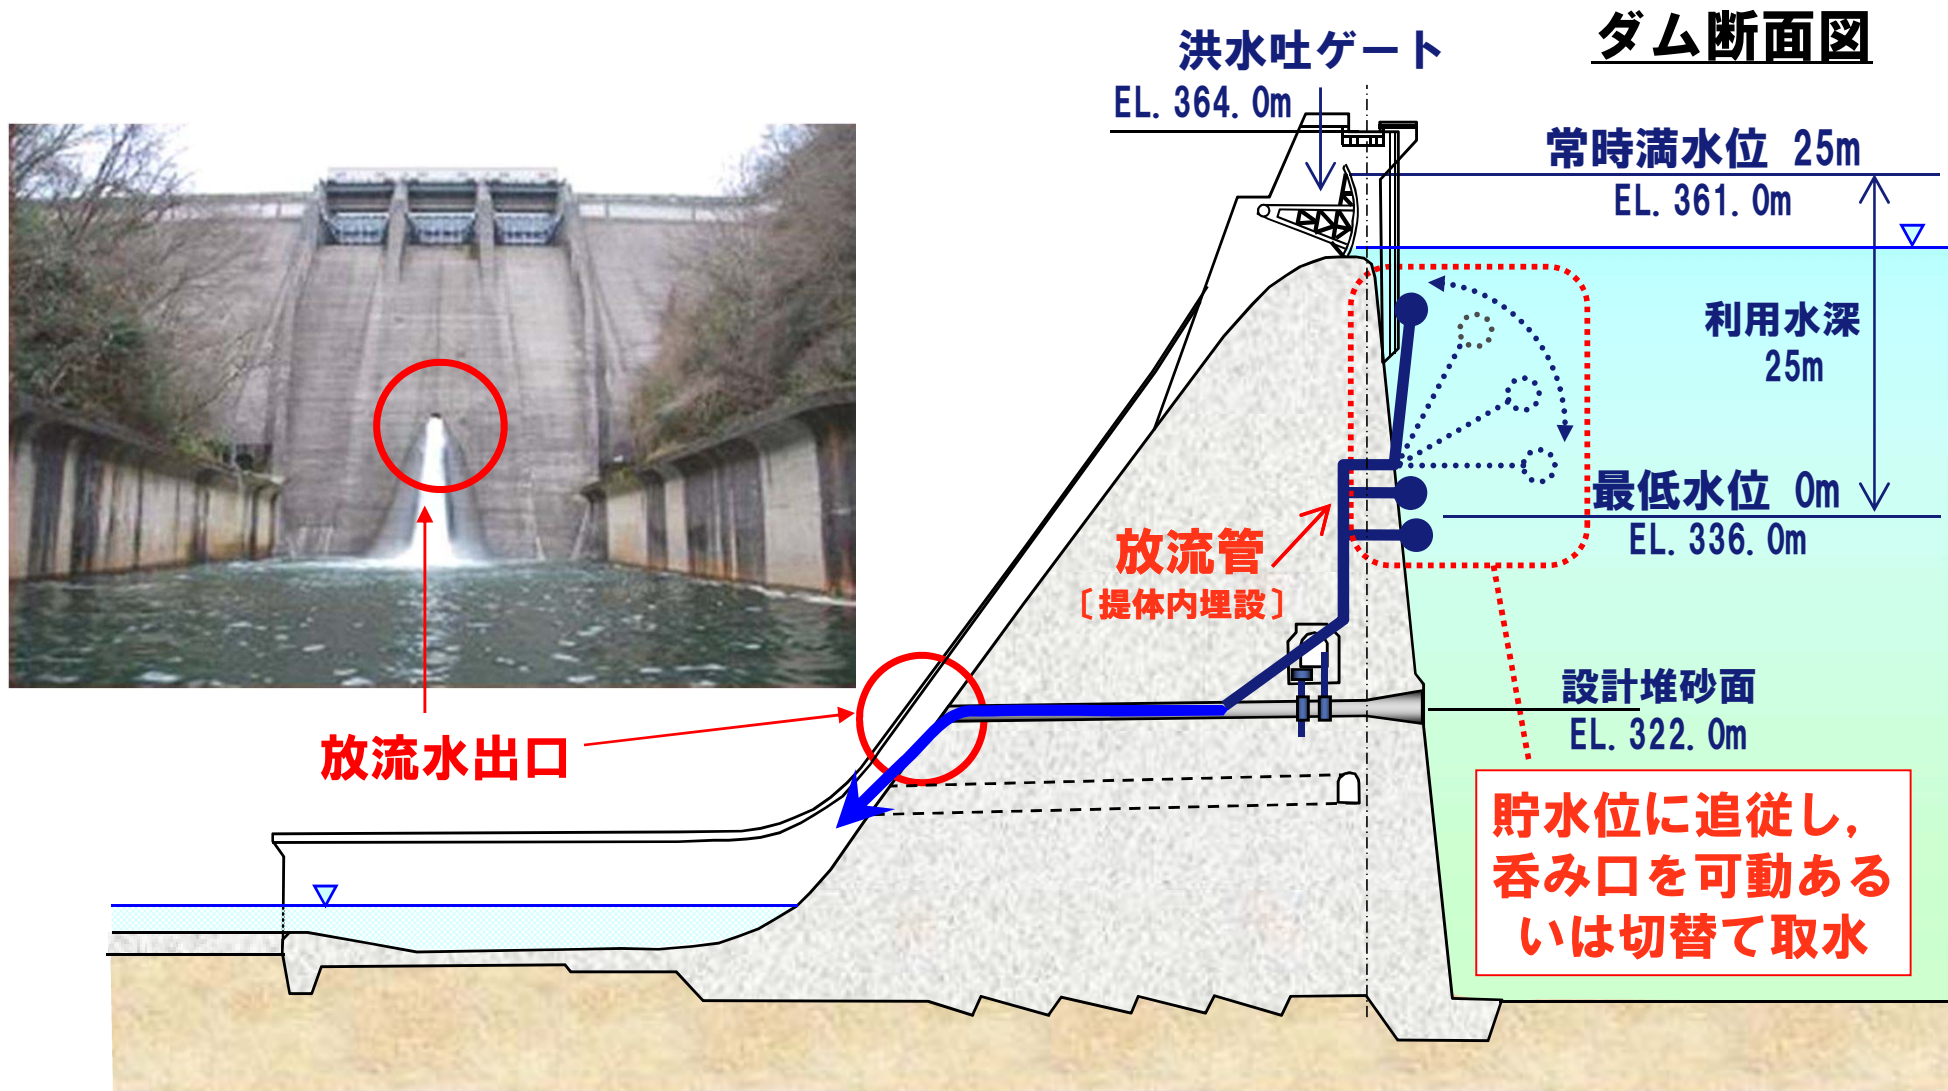 ダム断面図
洪水吐ゲート
EL. 364. 0m
常時満水位 25m
EL. 361. 0m
利用水深
25m
最低水位 0m
EL. 336. 0m
放流管
〔提体内埋設〕
設計堆砂面
EL. 322. 0m
放流水出口
貯水位に追従し,
呑み口を可動ある
いは切替て取水